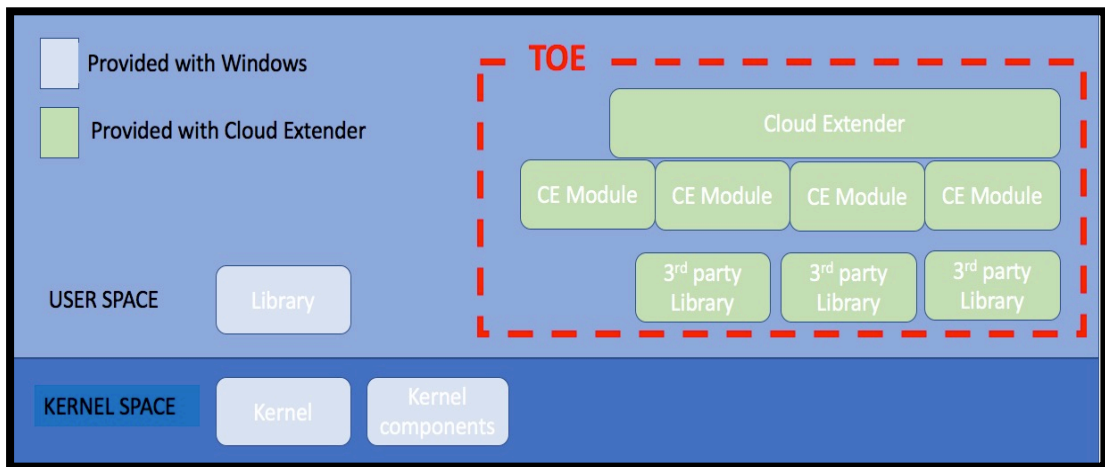 Provided with Windows
TOE
Provided with Cloud Extender
Cloud Extender
CE Module
CE Module
CE Module
CE Module
USER SPACE
Library
3rd party
Library
3rd party
Library
3rd party
Library
KERNEL SPACE
Kernel
Kernel
components